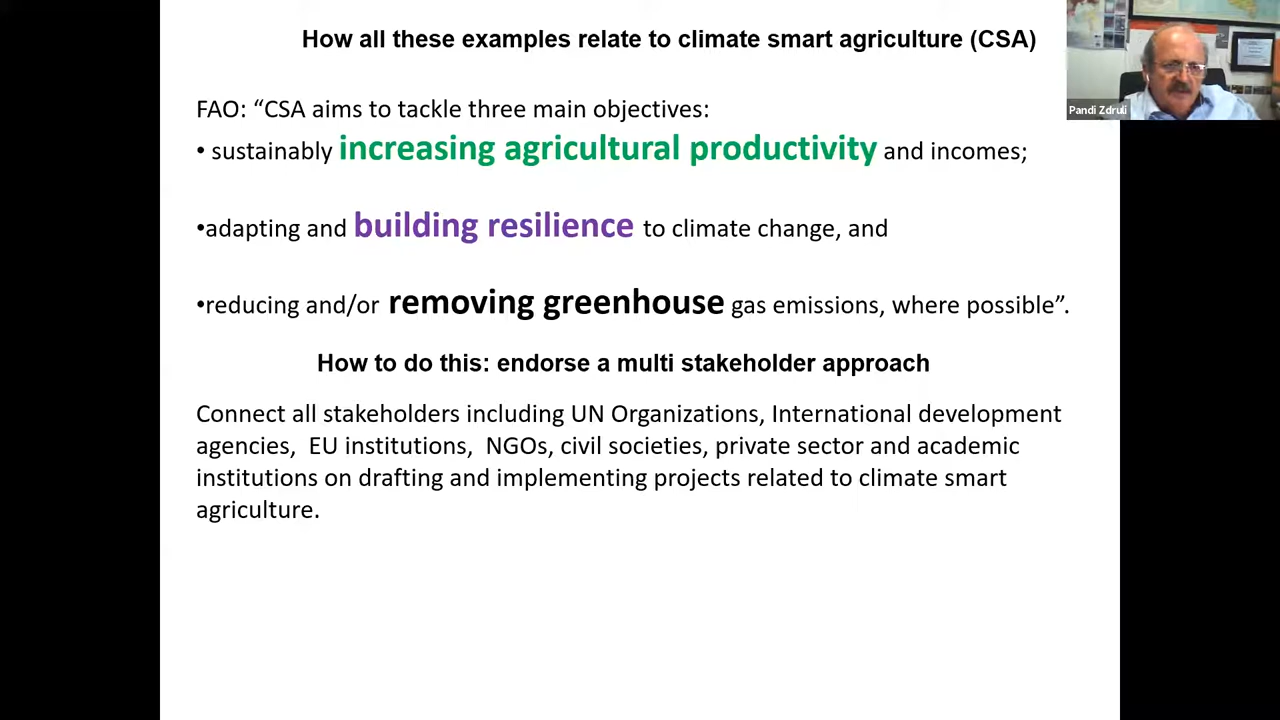 How all these examples relate to climate smart agriculture (CSA)
Pandi Zdruli
FAO: “CSA aims to tackle three main objectives:
• sustainably increasing agricultural productivity and incomes;
•adapting and building resilience to climate change, and
•reducing and/or removing greenhouse gas emissions, where possible”.
How to do this: endorse a multi stakeholder approach
Connect all stakeholders including UN Organizations, International development
agencies, EU institutions, NGOs, civil societies, private sector and academic
institutions on drafting and implementing projects related to climate smart
agriculture.